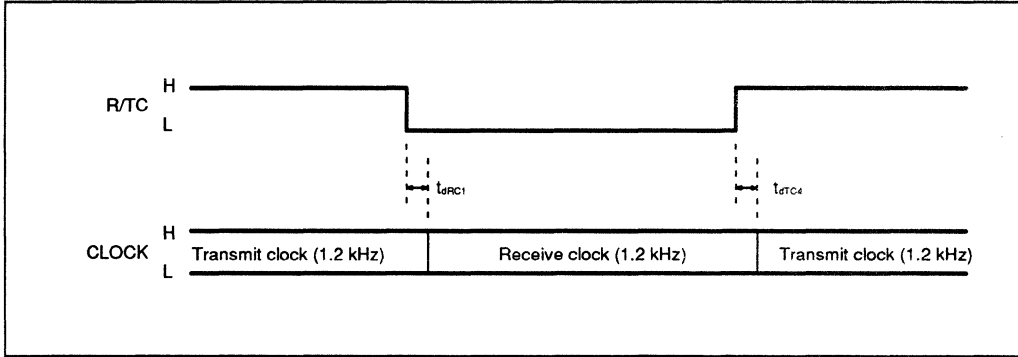 H
R/TC
L
tdRC1 tdTC4
H
CLOCK Transmit clock (1.2 kHz) Receive clock (1.2 kHz) Transmit clock (1.2 kHz)
L